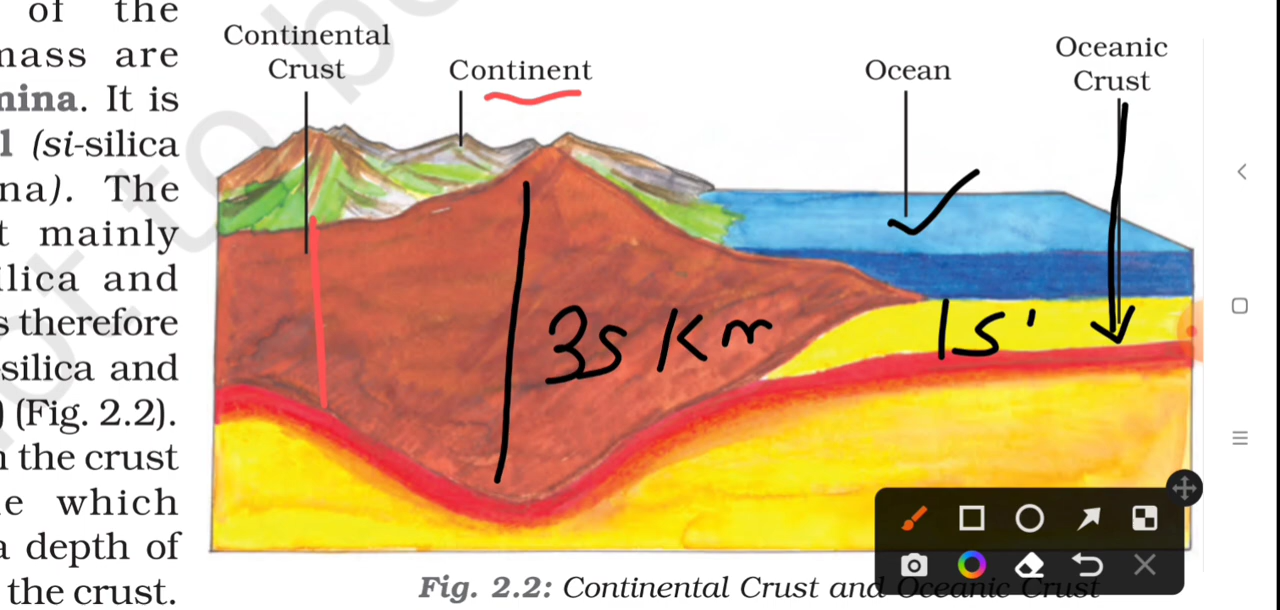 of the
mass are
mina. It is
l (si-silica
na). The
t mainly
ilica and
s therefore
silica and
) (Fig. 2.2).
n the crust
e which
a depth of
the crust.
Continental
Crust
Continent
Ocean
Oceanic
Crust
35 Km
Fig. 2.2: Continental Crust and Oceanic Crust